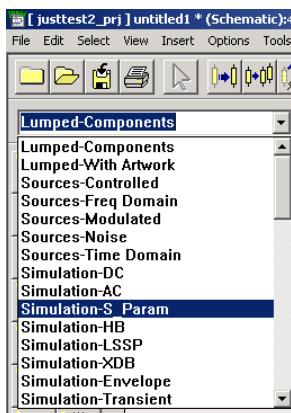 [ justtest2_prj ] untitled1 * (Schematic):4
File Edit Select View Insert Options Tools
Lumped-Components
Lumped-Components
Lumped-With Artwork
Sources-Controlled
Sources-Freq Domain
Sources-Modulated
Sources-Noise
Sources-Time Domain
Simulation-DC
Simulation-AC
Simulation-S_Param
Simulation-HB
Simulation-LSSP
Simulation-XDB
Simulation-Envelope
Simulation-Transient